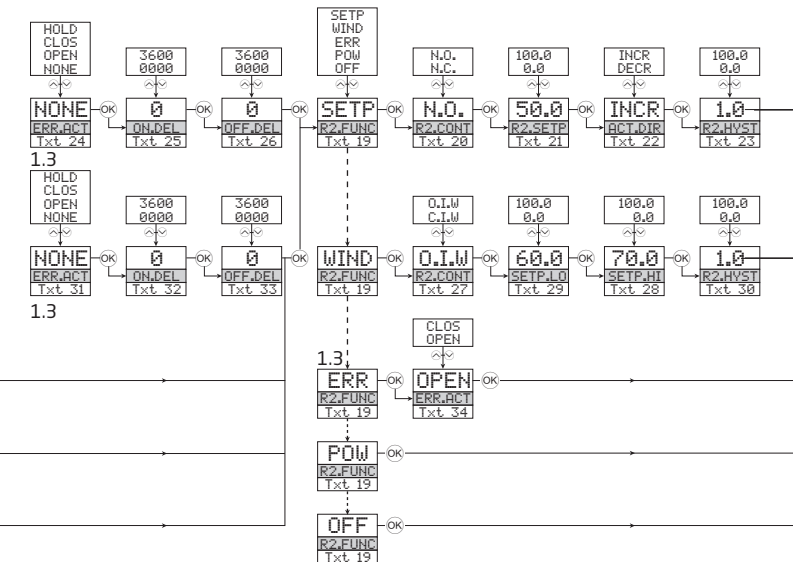 HOLD
CLOS
OPEN
NONE
3600
0000
3600
0000
SETP
WIND
ERR
POW
OFF
N.O.
N.C.
100.0
0.0
INCR
DECR
100.0
0.0
NONE OK 0 OK 0 OK SETP OK N.O. OK 50.0 OK INCR OK 1.0
ERR.ACT ON.DEL OFF.DEL R2.FUNC R2.CONT R2.SETP ACT.DIR R2.HYST
Txt 24 Txt 25 Txt 26 Txt 19 Txt 20 Txt 21 Txt 22 Txt 23
1.3
HOLD
CLOS
OPEN
NONE
3600
0000
3600
0000
O.I.W
C.I.W
100.0
0.0
100.0
0.0
100.0
0.0
NONE OK 0 OK 0 OK WIND OK O.I.W OK 60.0 OK 70.0 OK 1.0
ERR.ACT ON.DEL OFF.DEL R2.FUNC R2.CONT SETP.LO SETP.HI R2.HYST
Txt 31 Txt 32 Txt 33 Txt 19 Txt 27 Txt 29 Txt 28 Txt 30
1.3
CLOS
OPEN
1.3
ERR OK OPEN OK
R2.FUNC ERR.ACT
Txt 19 Txt 34
POW OK
R2.FUNC
Txt 19
OFF OK
R2.FUNC
Txt 19